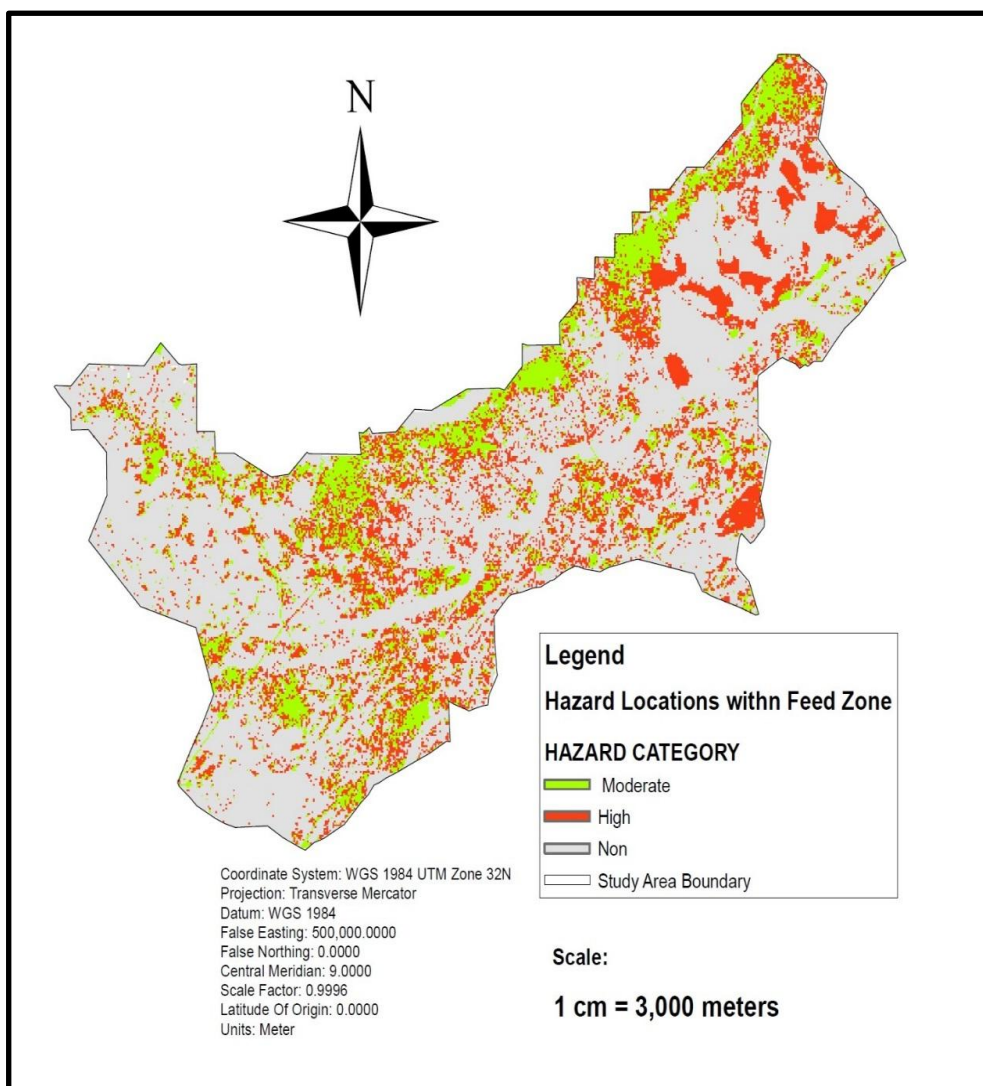 N
Legend
Hazard Locations withn Feed Zone
HAZARD CATEGORY
Moderate
High
Non
Study Area Boundary
Coordinate System: WGS 1984 UTM Zone 32N
Projection: Transverse Mercator
Datum: WGS 1984
False Easting: 500,000.0000
False Northing: 0.0000
Central Meridian: 9.0000
Scale Factor: 0.9996
Latitude Of Origin: 0.0000
Units: Meter
Scale:
1 cm = 3,000 meters